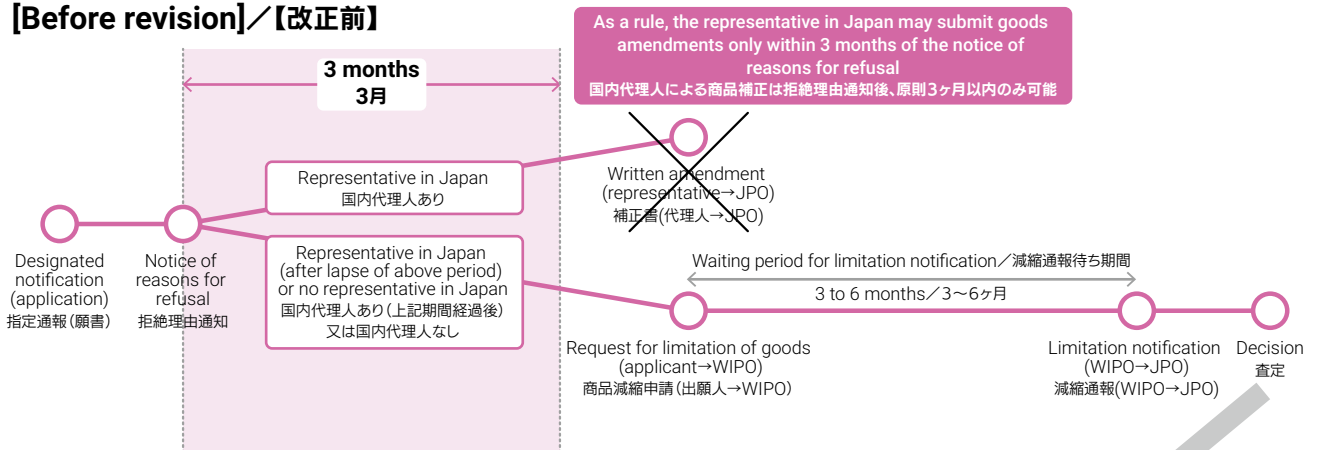 [Before revision]／【改正前】
As a rule, the representative in Japan may submit goods
amendments only within 3 months of the notice of
reasons for refusal
国内代理人による商品補正は拒絶理由通知後、原則3ヶ月以内のみ可能
3 months
3月
Representative in Japan
国内代理人あり
Written amendment
(representative→JPO)
補正書(代理人→JPO)
Designated
notification
(application)
指定通報（願書）
Notice of
reasons for
refusal
拒絶理由通知
Representative in Japan
(after lapse of above period)
or no representative in Japan
国内代理人あり（上記期間経過後）
又は国内代理人なし
Waiting period for limitation notification／減縮通報待ち期間
3 to 6 months／3〜6ヶ月
Request for limitation of goods
(applicant→WIPO)
商品減縮申請（出願人→WIPO）
Limitation notification
(WIPO→JPO)
減縮通報(WIPO→JPO)
Decision
査定